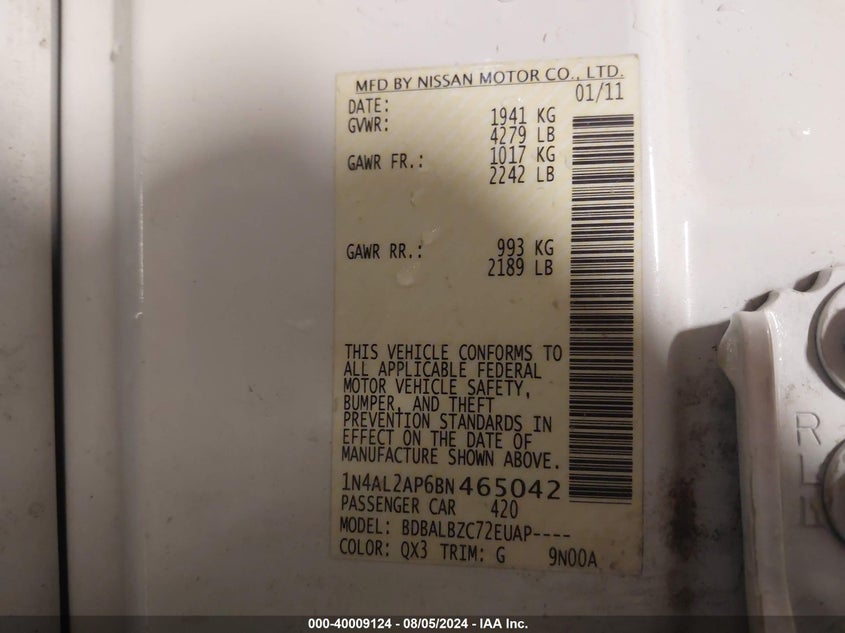 MFD BY NISSAN MOTOR CO., LTD.
DATE: 01/11
GVWR: 1941 KG
4279 LB
GAWR FR.: 1017 KG
2242 LB
GAWR RR.: 993 KG
2189 LB
THIS VEHICLE CONFORMS TO
ALL APPLICABLE FEDERAL
MOTOR VEHICLE SAFETY,
BUMPER, AND THEFT
PREVENTION STANDARDS IN
EFFECT ON THE DATE OF
MANUFACTURE SHOWN ABOVE.
1N4AL2AP6BN465042
PASSENGER CAR 420
MODEL: BDBALBZC72EUAP----
COLOR: QX3 TRIM: G 9N00A
R
L
000-40009124 - 08/05/2024 - IAA Inc.